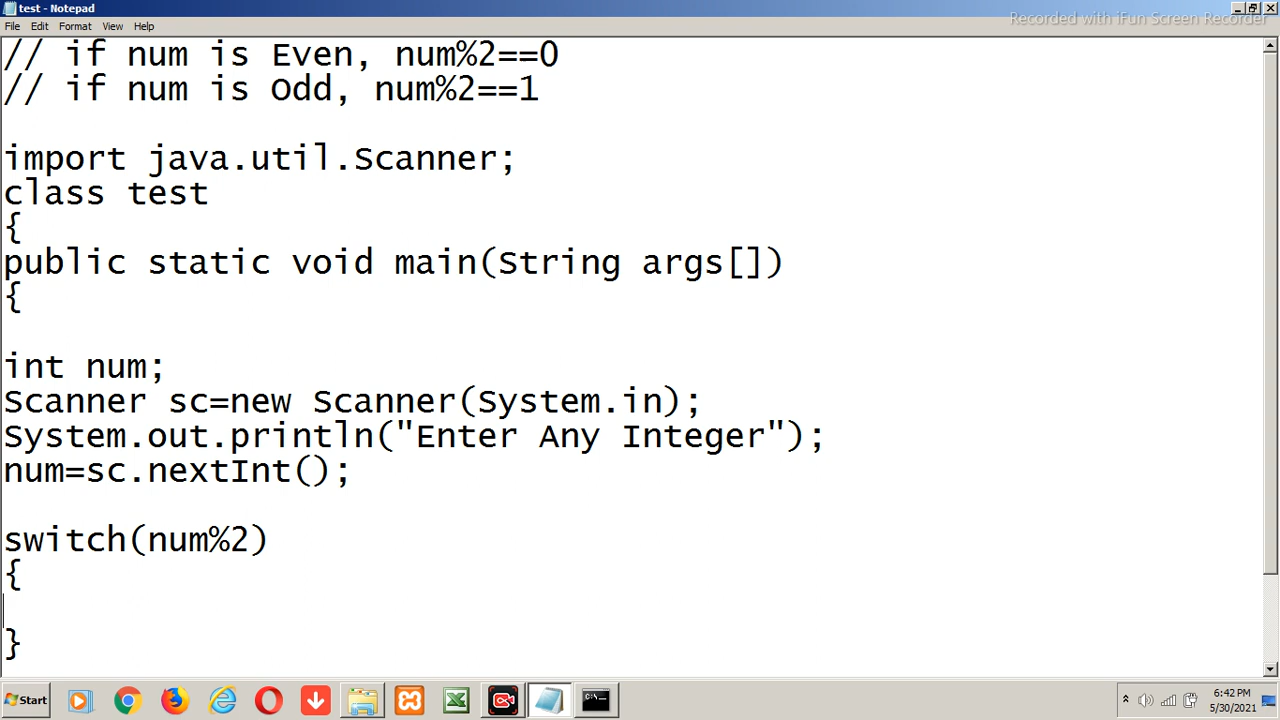 test - Notepad
File Edit Format View Help
Recorded with iFun Screen Recorder
// if num is Even, num%2==0
// if num is Odd, num%2==1
import java.util.Scanner;
class test
{
public static void main(String args[])
{
int num;
Scanner sc=new Scanner(System.in);
System.out.println("Enter Any Integer");
num=sc.nextInt();
switch(num%2)
{
}
Start
6:42 PM
5/30/2021